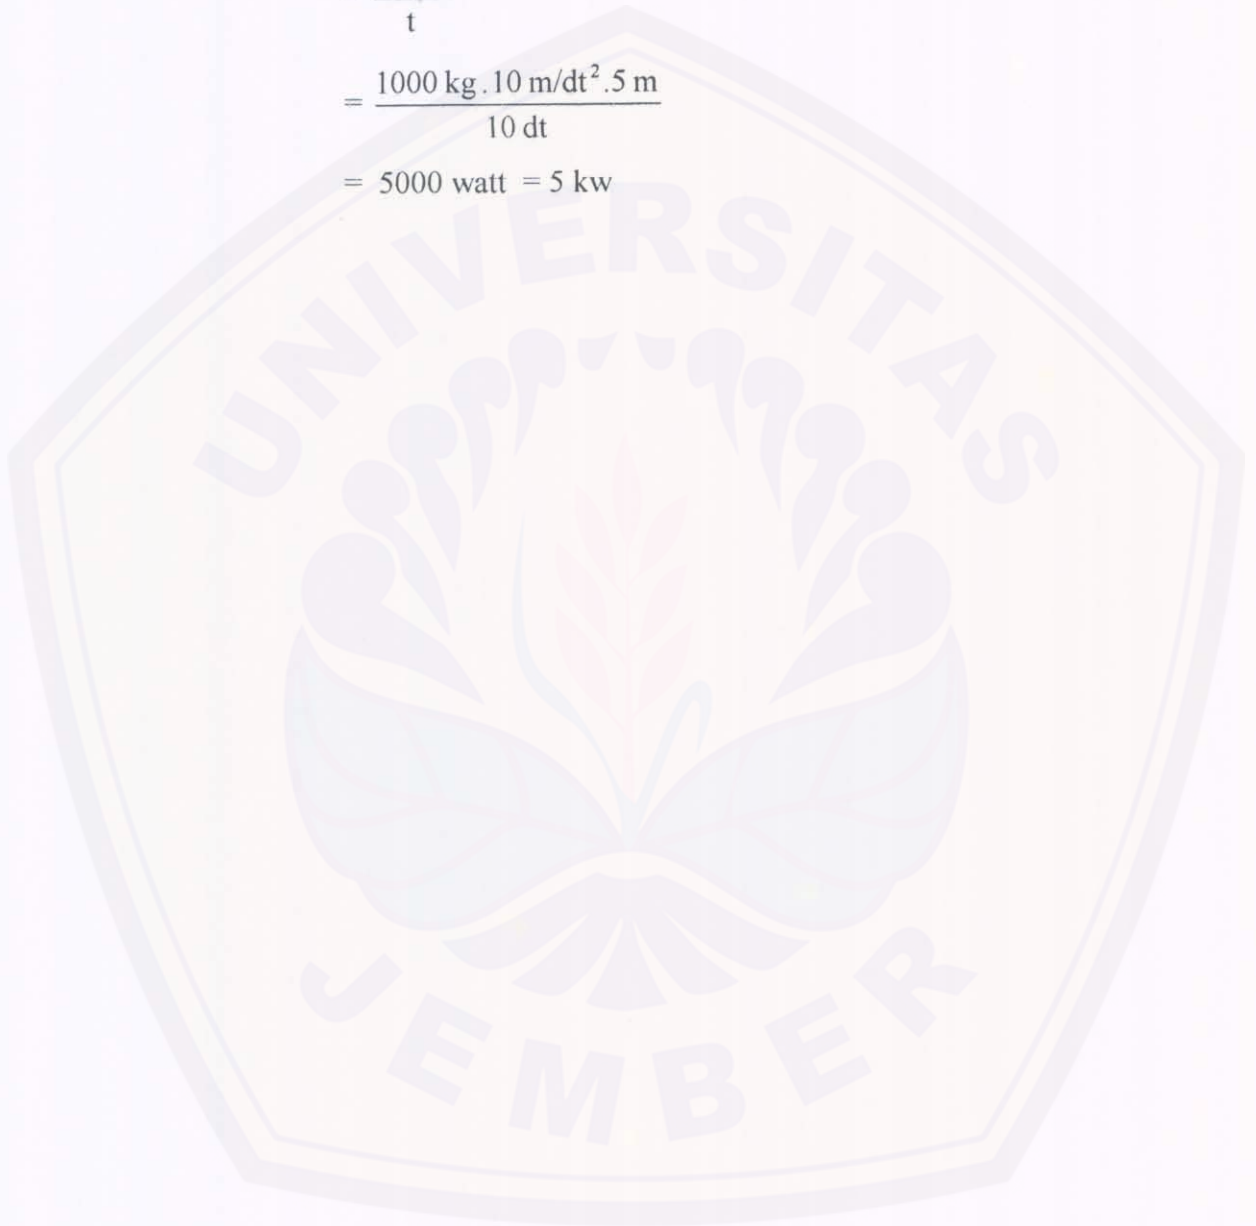 t
= 1000 kg . 10 m/dt² . 5 m
10 dt
= 5000 watt = 5 kw
UNIVERSITAS
JEMBER